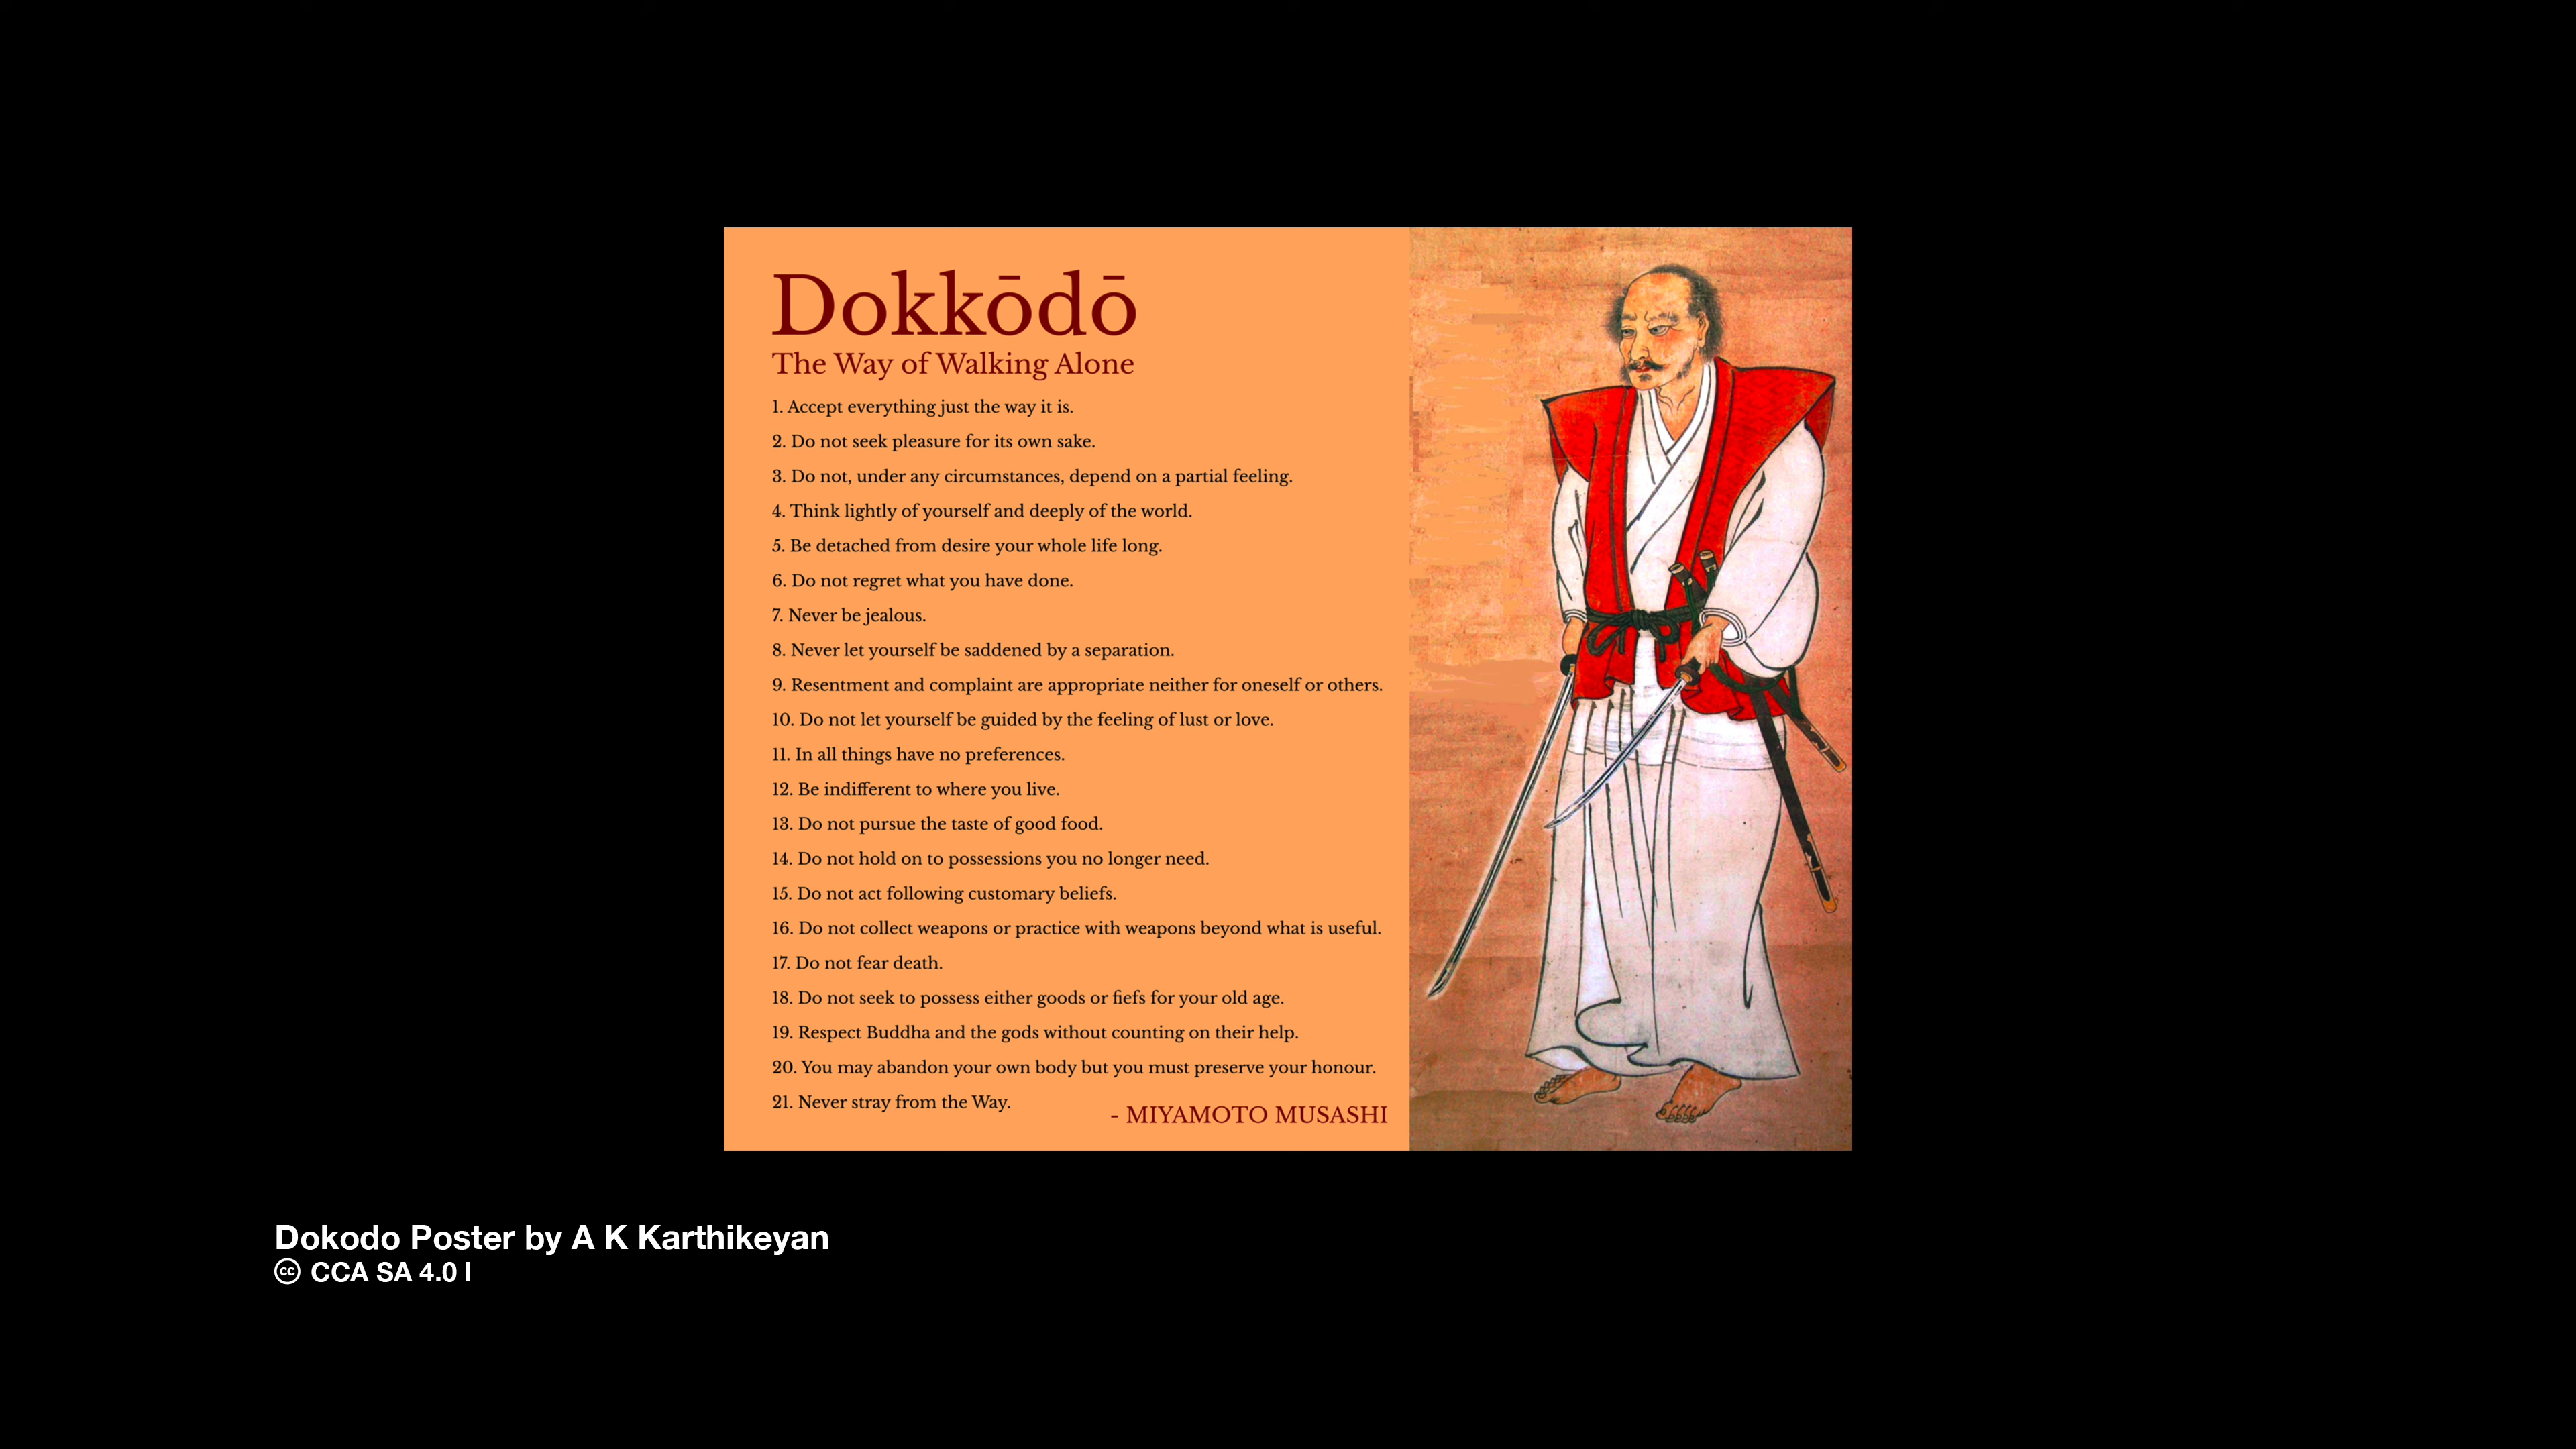 Dokkōdō
The Way of Walking Alone
1. Accept everything just the way it is.
2. Do not seek pleasure for its own sake.
3. Do not, under any circumstances, depend on a partial feeling.
4. Think lightly of yourself and deeply of the world.
5. Be detached from desire your whole life long.
6. Do not regret what you have done.
7. Never be jealous.
8. Never let yourself be saddened by a separation.
9. Resentment and complaint are appropriate neither for oneself or others.
10. Do not let yourself be guided by the feeling of lust or love.
11. In all things have no preferences.
12. Be indifferent to where you live.
13. Do not pursue the taste of good food.
14. Do not hold on to possessions you no longer need.
15. Do not act following customary beliefs.
16. Do not collect weapons or practice with weapons beyond what is useful.
17. Do not fear death.
18. Do not seek to possess either goods or fiefs for your old age.
19. Respect Buddha and the gods without counting on their help.
20. You may abandon your own body but you must preserve your honour.
21. Never stray from the Way.
- MIYAMOTO MUSASHI
Dokodo Poster by A K Karthikeyan
cc CCA SA 4.0 I